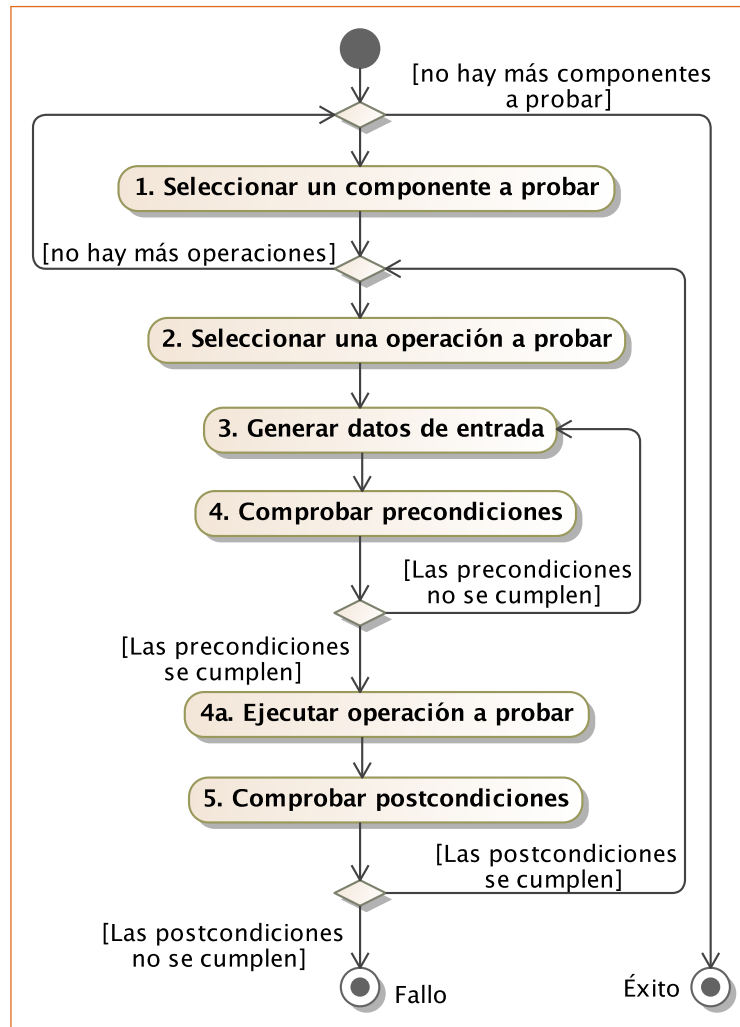 [no hay más componentes
a probar]
1. Seleccionar un componente a probar
[no hay más operaciones]
2. Seleccionar una operación a probar
3. Generar datos de entrada
4. Comprobar precondiciones
[Las precondiciones
no se cumplen]
[Las precondiciones
se cumplen]
4a. Ejecutar operación a probar
5. Comprobar postcondiciones
[Las postcondiciones
se cumplen]
[Las postcondiciones
no se cumplen]
Fallo
Éxito